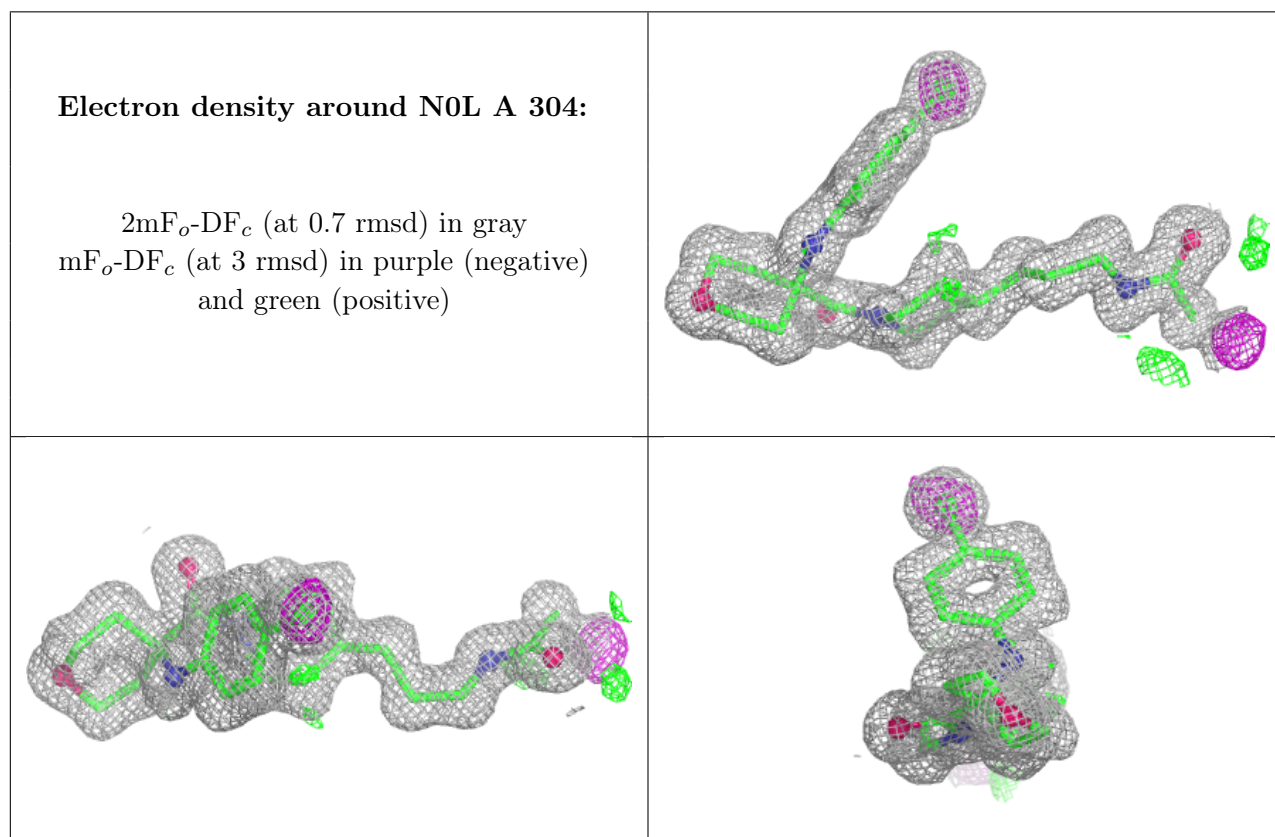 Electron density around N0L A 304:
2mFₒ-DF𝑐 (at 0.7 rmsd) in gray
mFₒ-DF𝑐 (at 3 rmsd) in purple (negative)
and green (positive)